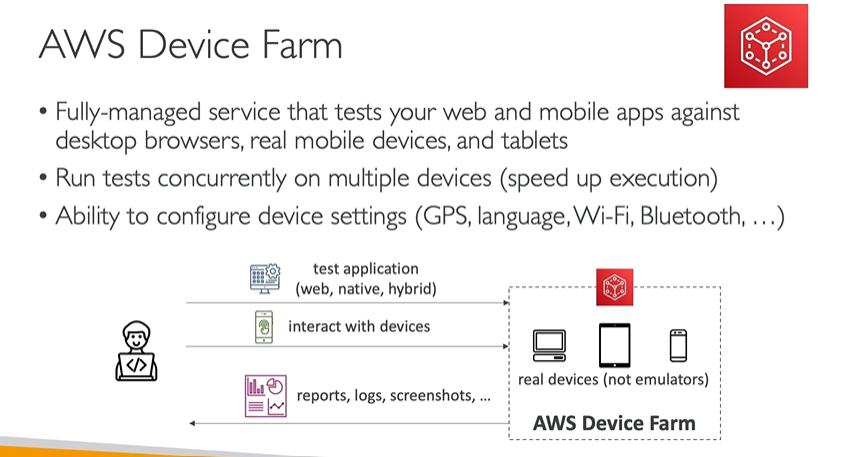 AWS Device Farm
• Fully-managed service that tests your web and mobile apps against
desktop browsers, real mobile devices, and tablets
• Run tests concurrently on multiple devices (speed up execution)
• Ability to configure device settings (GPS, language, Wi-Fi, Bluetooth, …)
test application
(web, native, hybrid)
interact with devices
reports, logs, screenshots, ...
</>
real devices (not emulators)
AWS Device Farm